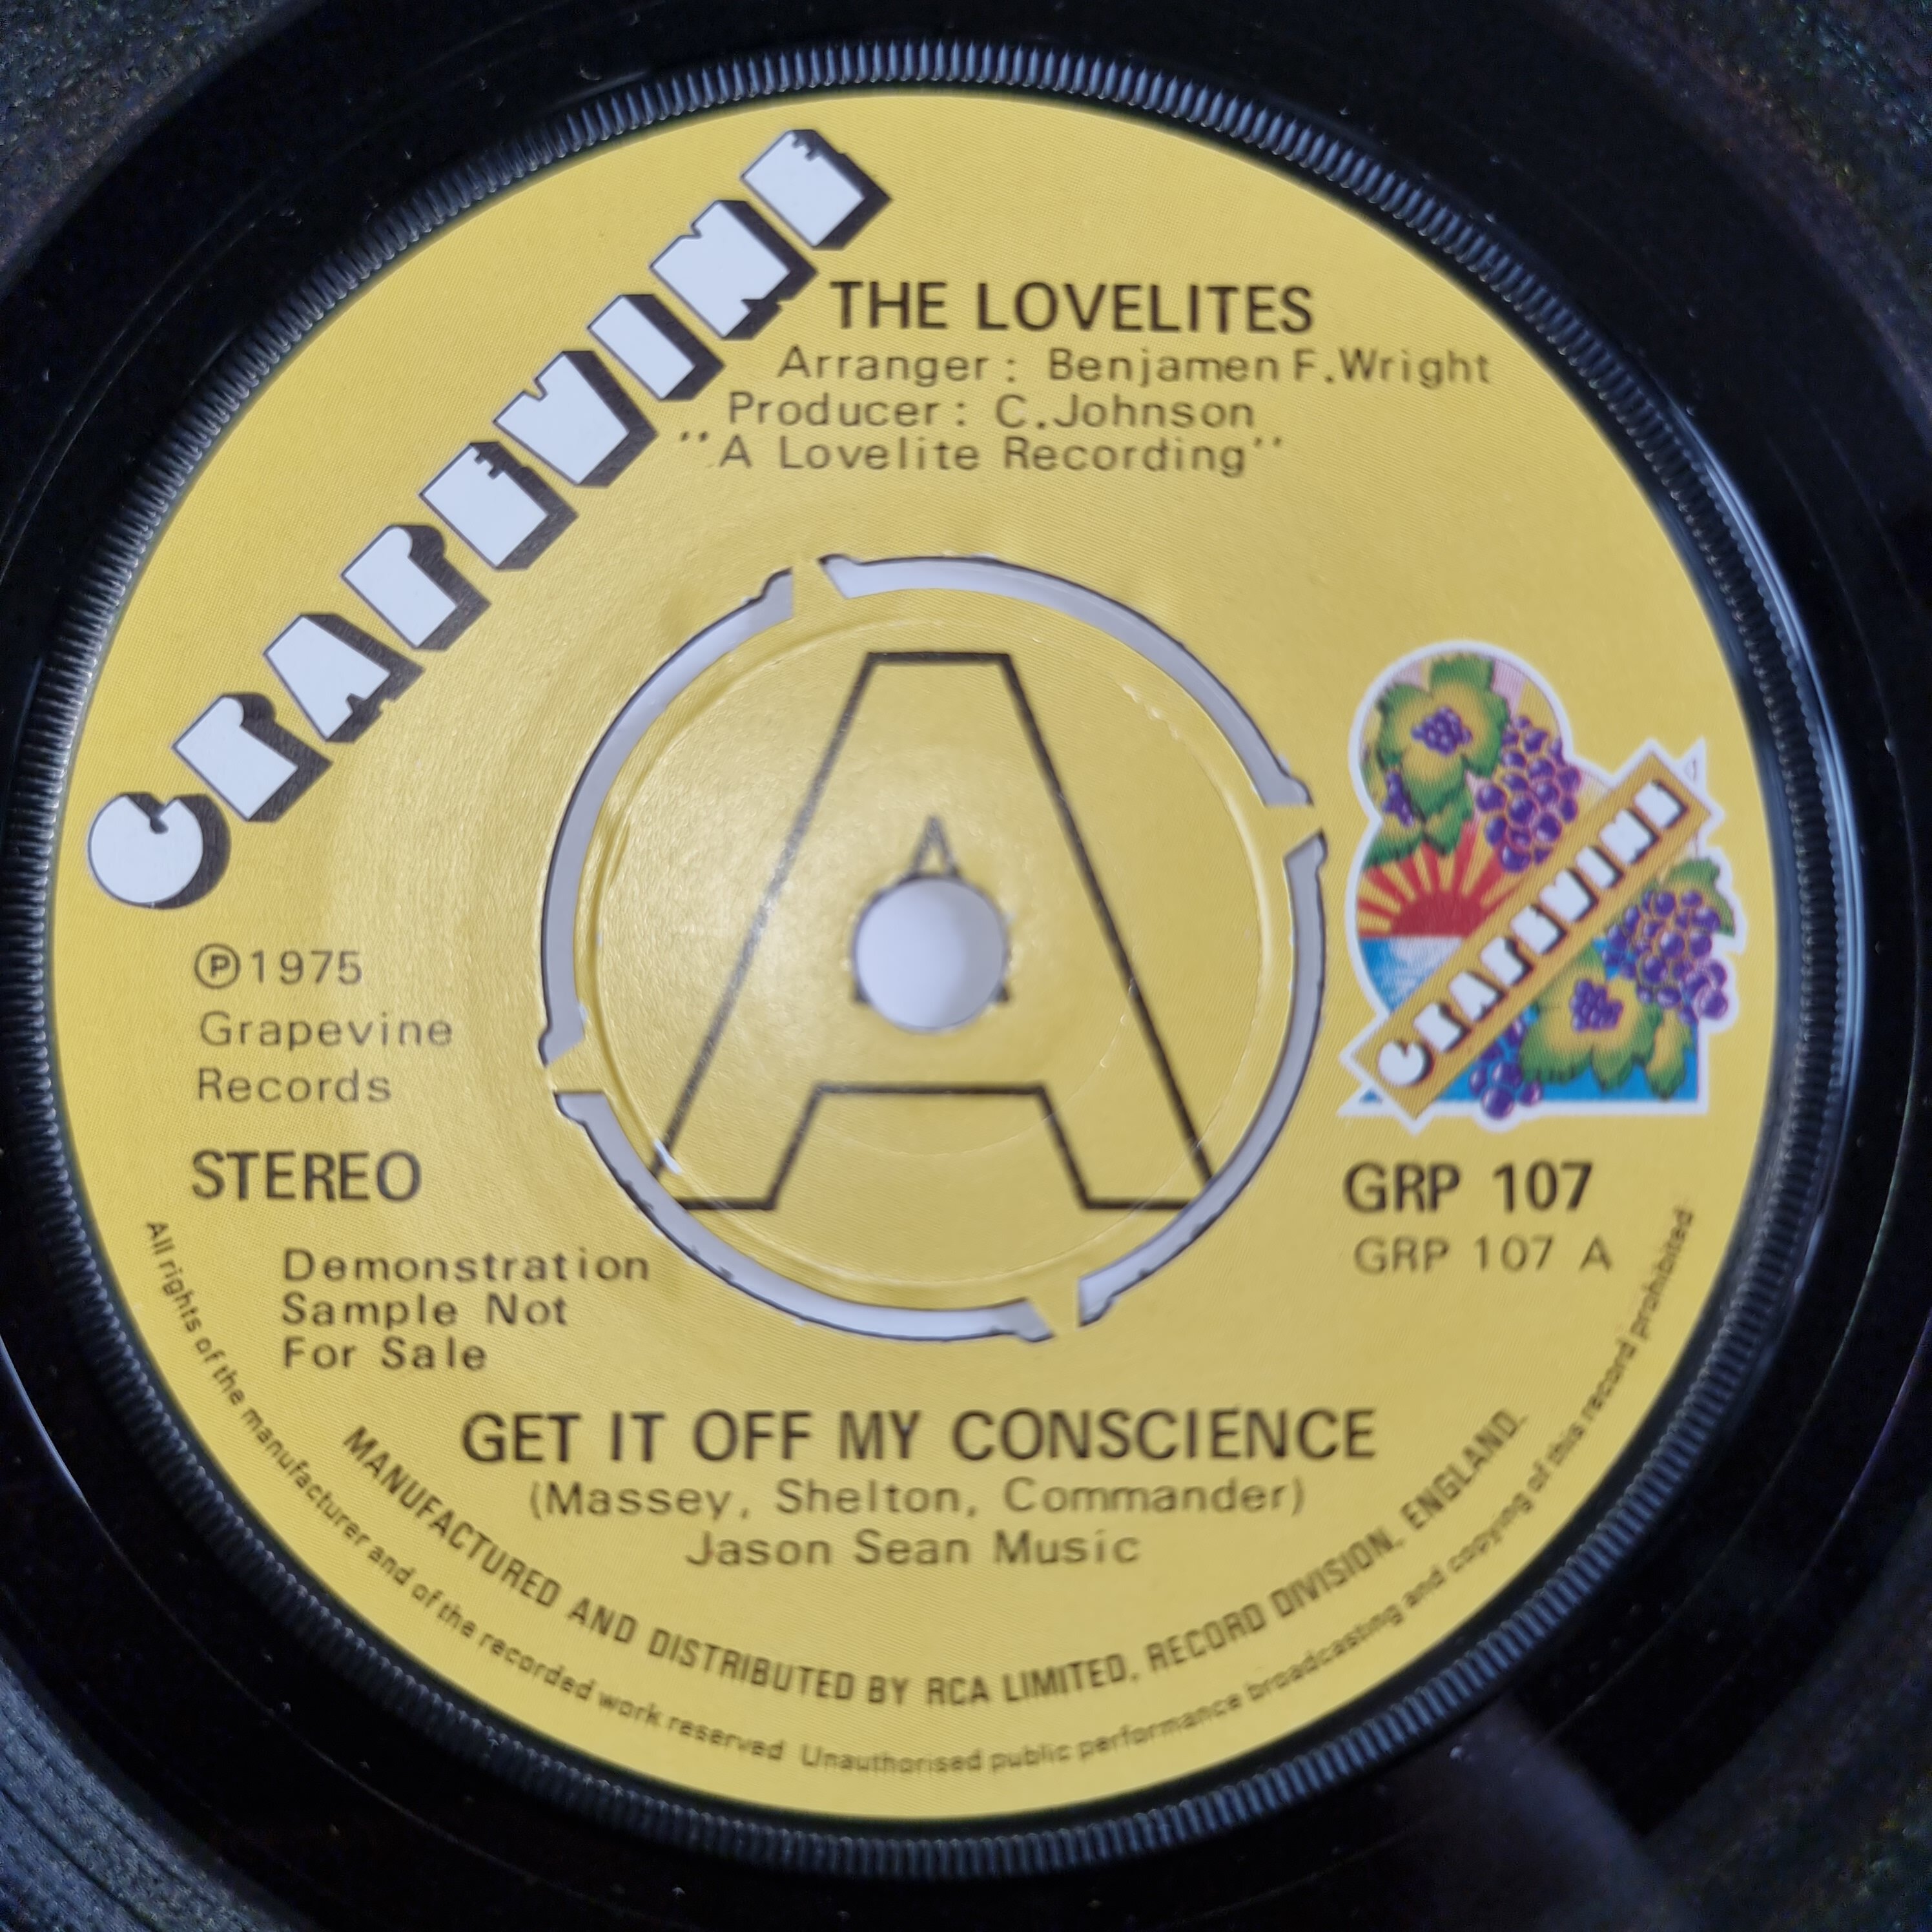 GRAPEVINE
THE LOVELITES
Arranger: Benjamen F. Wright
Producer: C. Johnson
"A Lovelite Recording"
A
℗1975
Grapevine
Records
STEREO
GRAPEVINE
GRP 107
GRP 107 A
Demonstration
Sample Not
For Sale
GET IT OFF MY CONSCIENCE
(Massey, Shelton, Commander)
Jason Sean Music
MANUFACTURED AND DISTRIBUTED BY RCA LIMITED, RECORD DIVISION, ENGLAND.
All rights of the manufacturer and of the recorded work reserved Unauthorised public performance broadcasting and copying of this record prohibited